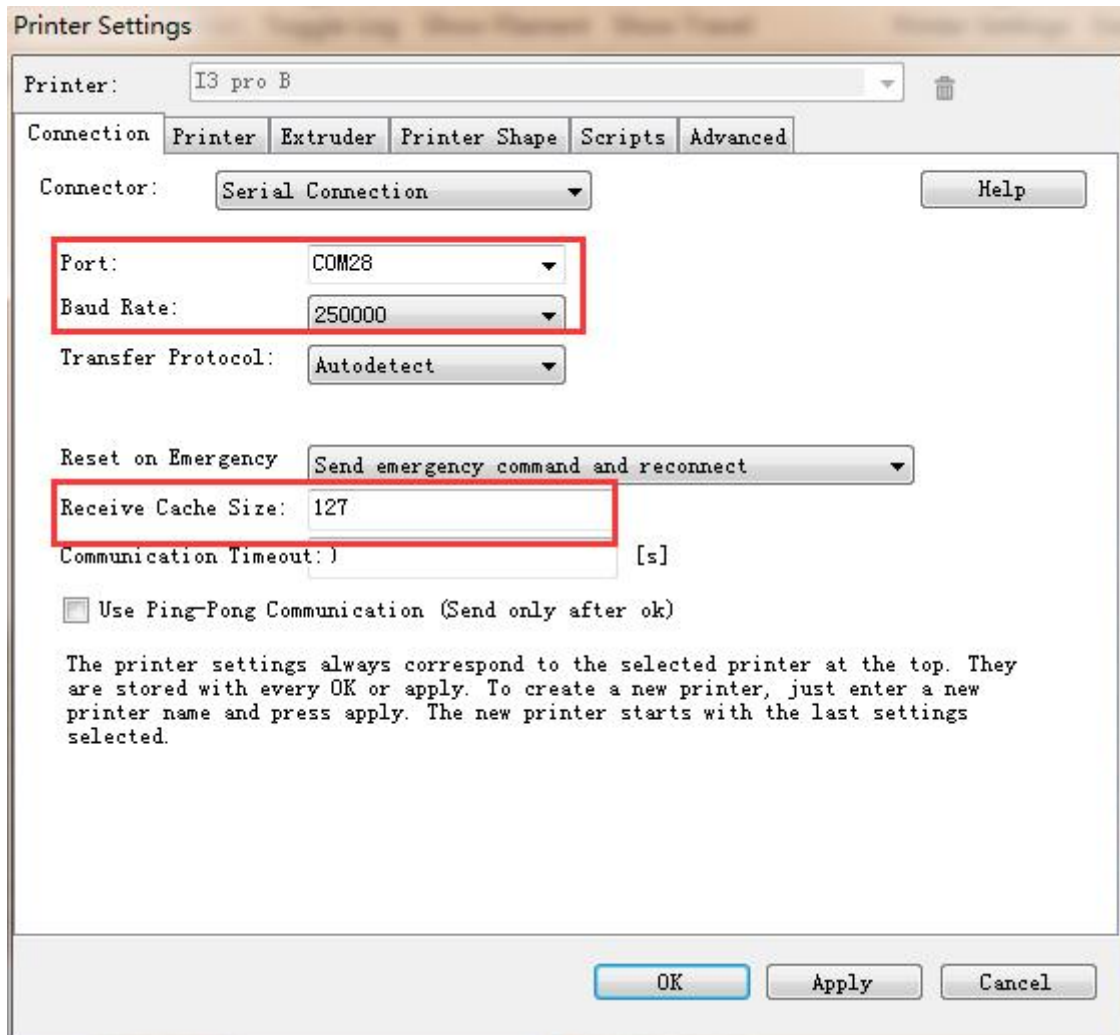 Printer Settings
Printer: I3 pro B
Connection Printer Extruder Printer Shape Scripts Advanced
Connector: Serial Connection Help
Port: COM28
Baud Rate: 250000
Transfer Protocol: Autodetect
Reset on Emergency Send emergency command and reconnect
Receive Cache Size: 127
Communication Timeout:) [s]
Use Ping-Pong Communication (Send only after ok)
The printer settings always correspond to the selected printer at the top. They
are stored with every OK or apply. To create a new printer, just enter a new
printer name and press apply. The new printer starts with the last settings
selected.
OK Apply Cancel